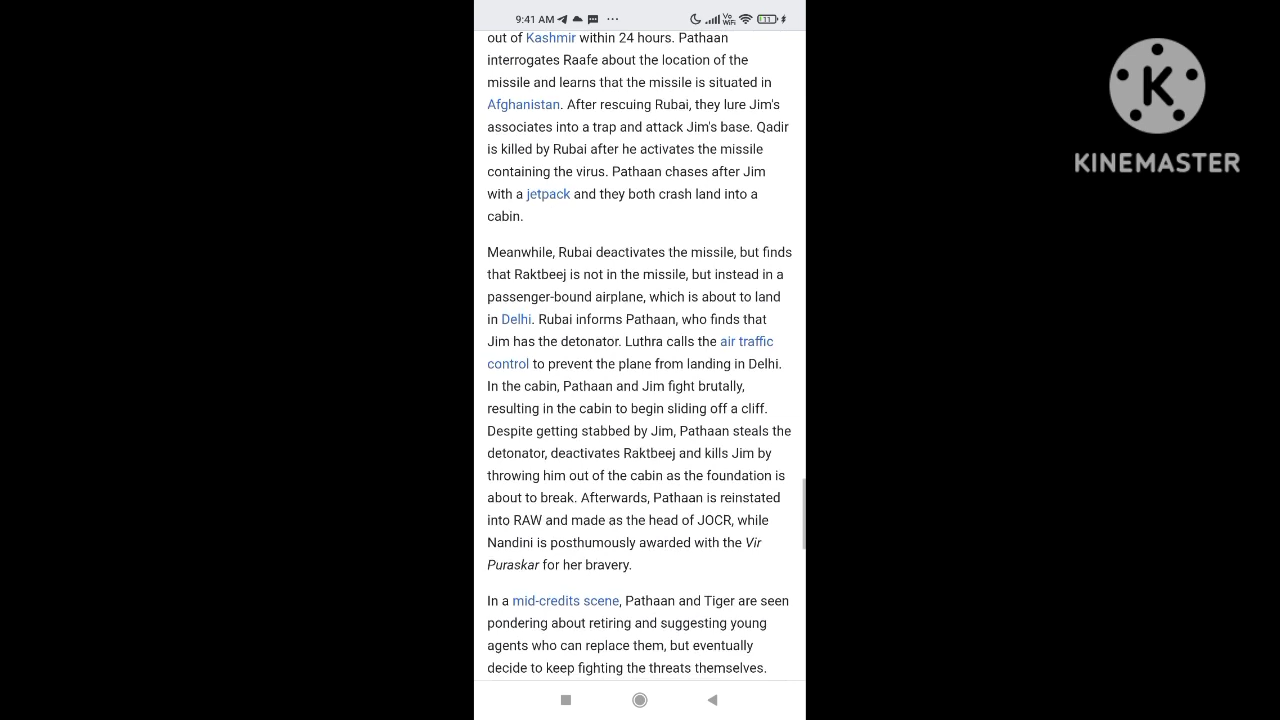 9:41 AM
Vo
WiFi
11
out of Kashmir within 24 hours. Pathaan
interrogates Raafe about the location of the
missile and learns that the missile is situated in
Afghanistan. After rescuing Rubai, they lure Jim's
associates into a trap and attack Jim's base. Qadir
is killed by Rubai after he activates the missile
containing the virus. Pathaan chases after Jim
with a jetpack and they both crash land into a
cabin.
Meanwhile, Rubai deactivates the missile, but finds
that Raktbeej is not in the missile, but instead in a
passenger-bound airplane, which is about to land
in Delhi. Rubai informs Pathaan, who finds that
Jim has the detonator. Luthra calls the air traffic
control to prevent the plane from landing in Delhi.
In the cabin, Pathaan and Jim fight brutally,
resulting in the cabin to begin sliding off a cliff.
Despite getting stabbed by Jim, Pathaan steals the
detonator, deactivates Raktbeej and kills Jim by
throwing him out of the cabin as the foundation is
about to break. Afterwards, Pathaan is reinstated
into RAW and made as the head of JOCR, while
Nandini is posthumously awarded with the Vir
Puraskar for her bravery.
In a mid-credits scene, Pathaan and Tiger are seen
pondering about retiring and suggesting young
agents who can replace them, but eventually
decide to keep fighting the threats themselves.
K
KINEMASTER